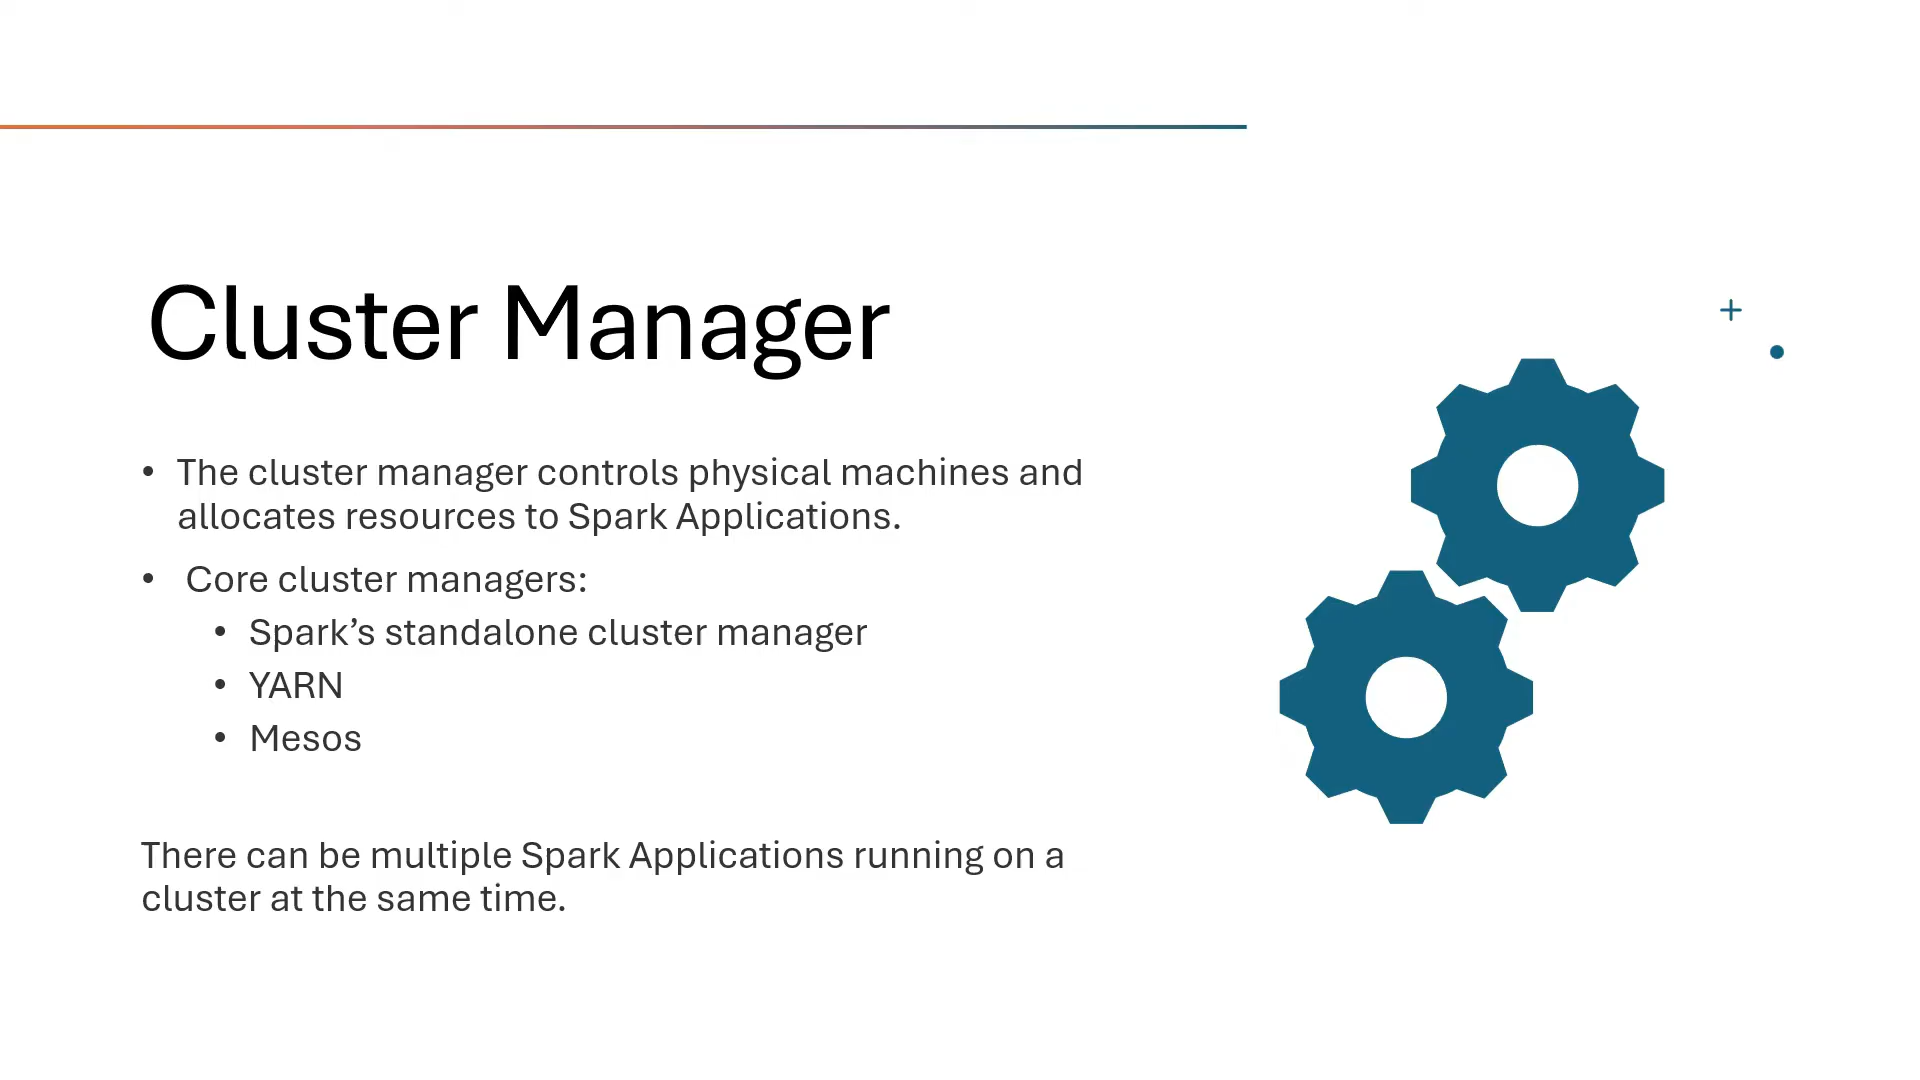 Cluster Manager
• The cluster manager controls physical machines and
allocates resources to Spark Applications.
• Core cluster managers:
• Spark’s standalone cluster manager
• YARN
• Mesos
There can be multiple Spark Applications running on a
cluster at the same time.